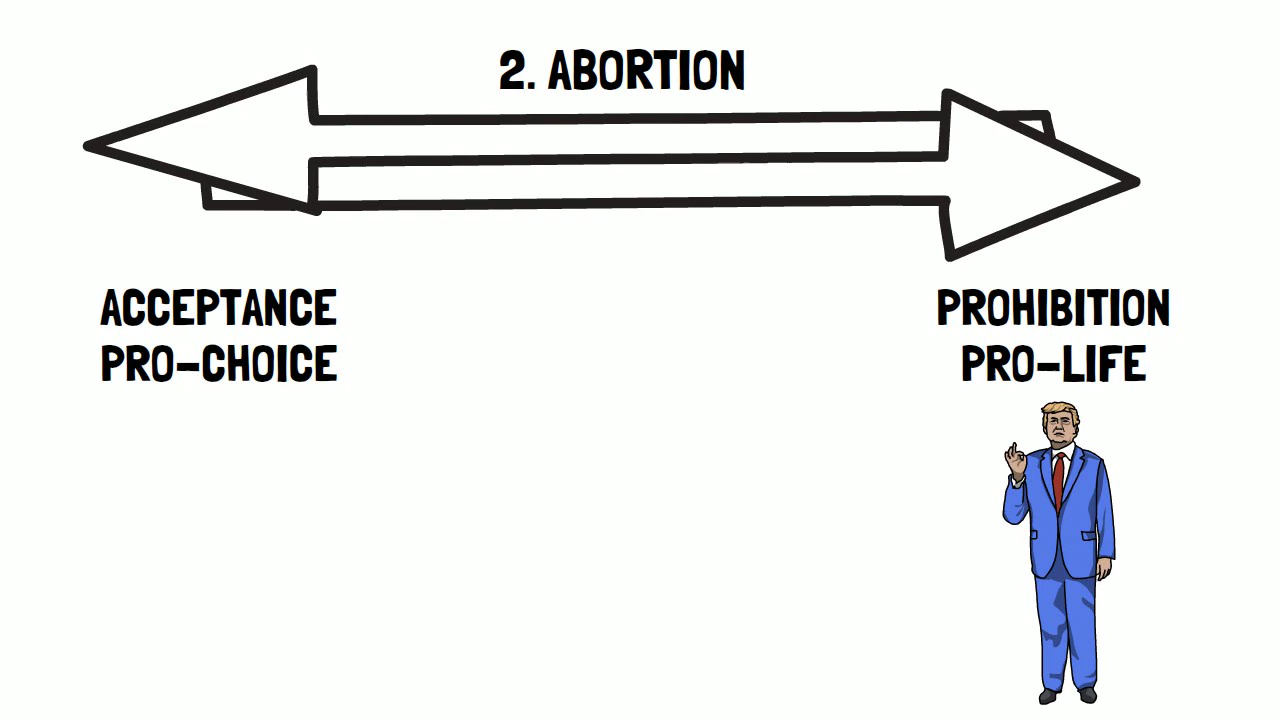 2. ABORTION
ACCEPTANCE
PRO-CHOICE
PROHIBITION
PRO-LIFE